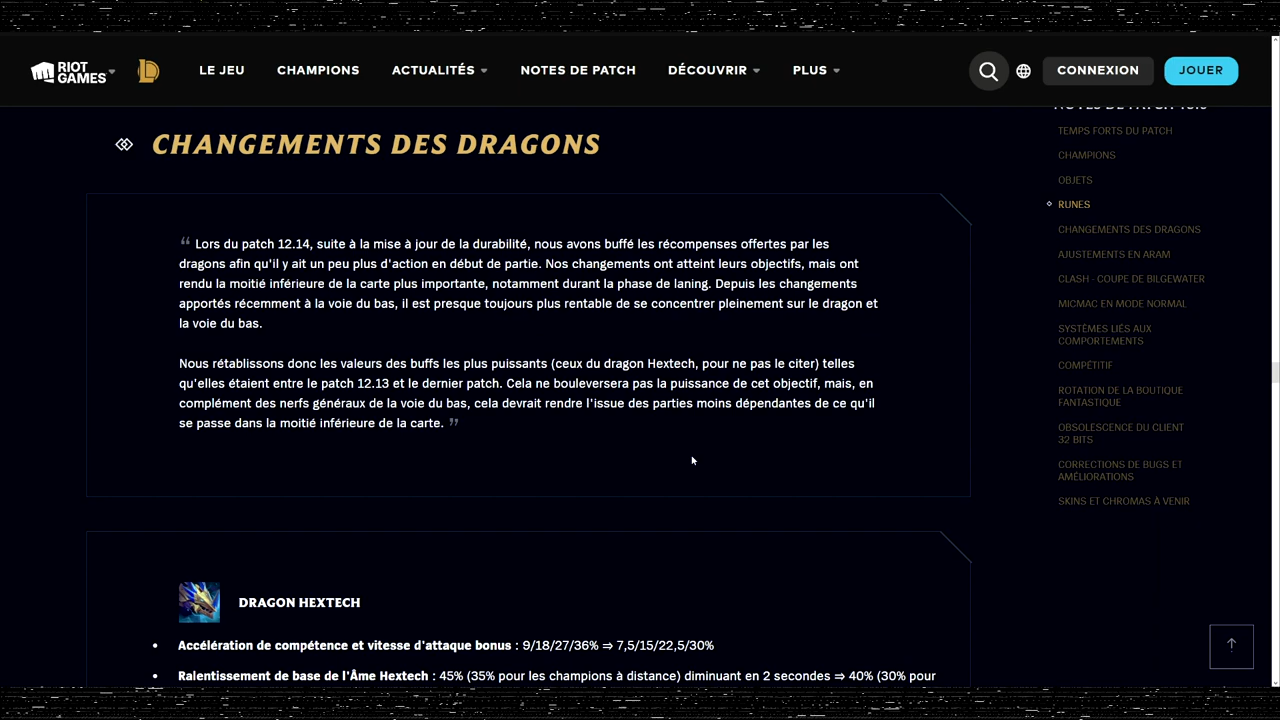 RIOT GAMES
LE JEU CHAMPIONS ACTUALITÉS NOTES DE PATCH DÉCOUVRIR PLUS CONNEXION JOUER
CHANGEMENTS DES DRAGONS
“ Lors du patch 12.14, suite à la mise à jour de la durabilité, nous avons buffé les récompenses offertes par les
dragons afin qu'il y ait un peu plus d'action en début de partie. Nos changements ont atteint leurs objectifs, mais ont
rendu la moitié inférieure de la carte plus importante, notamment durant la phase de laning. Depuis les changements
apportés récemment à la voie du bas, il est presque toujours plus rentable de se concentrer pleinement sur le dragon et
la voie du bas.
Nous rétablissons donc les valeurs des buffs les plus puissants (ceux du dragon Hextech, pour ne pas le citer) telles
qu'elles étaient entre le patch 12.13 et le dernier patch. Cela ne bouleversera pas la puissance de cet objectif, mais, en
complément des nerfs généraux de la voie du bas, cela devrait rendre l'issue des parties moins dépendantes de ce qu'il
se passe dans la moitié inférieure de la carte. ”
DRAGON HEXTECH
• Accélération de compétence et vitesse d'attaque bonus : 9/18/27/36% ⇒ 7,5/15/22,5/30%
• Ralentissement de base de l'Âme Hextech : 45% (35% pour les champions à distance) diminuant en 2 secondes ⇒ 40% (30% pour
TEMPS FORTS DU PATCH
CHAMPIONS
OBJETS
RUNES
CHANGEMENTS DES DRAGONS
AJUSTEMENTS EN ARAM
CLASH - COUPE DE BILGEWATER
MICMAC EN MODE NORMAL
SYSTÈMES LIÉS AUX
COMPORTEMENTS
COMPÉTITIF
ROTATION DE LA BOUTIQUE
FANTASTIQUE
OBSOLESCENCE DU CLIENT
32 BITS
CORRECTIONS DE BUGS ET
AMÉLIORATIONS
SKINS ET CHROMAS À VENIR